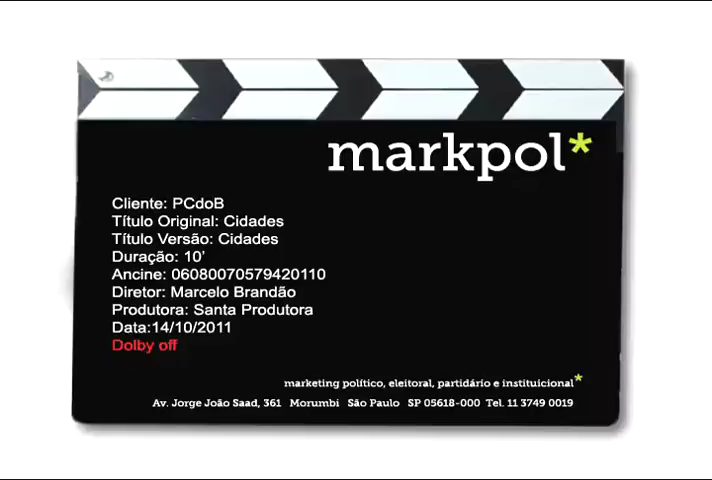 markpol*
Cliente: PCdoB
Título Original: Cidades
Título Versão: Cidades
Duração: 10’
Ancine: 06080070579420110
Diretor: Marcelo Brandão
Produtora: Santa Produtora
Data:14/10/2011
Dolby off
marketing político, eleitoral, partidário e instituicional*
Av. Jorge João Saad, 361 Morumbi São Paulo SP 05618-000 Tel. 11 3749 0019